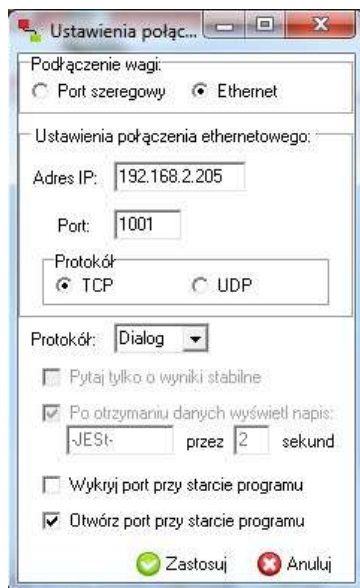 Ustawienia połąc...
Podłączenie wagi:
Port szeregowy Ethernet
Ustawienia połączenia ethernetowego:
Adres IP: 192.168.2.205
Port: 1001
Protokół
TCP UDP
Protokół: Dialog
Pytaj tylko o wyniki stabilne
Po otrzymaniu danych wyświetl napis:
-JESt- przez 2 sekund
Wykryj port przy starcie programu
Otwórz port przy starcie programu
Zastosuj Anuluj